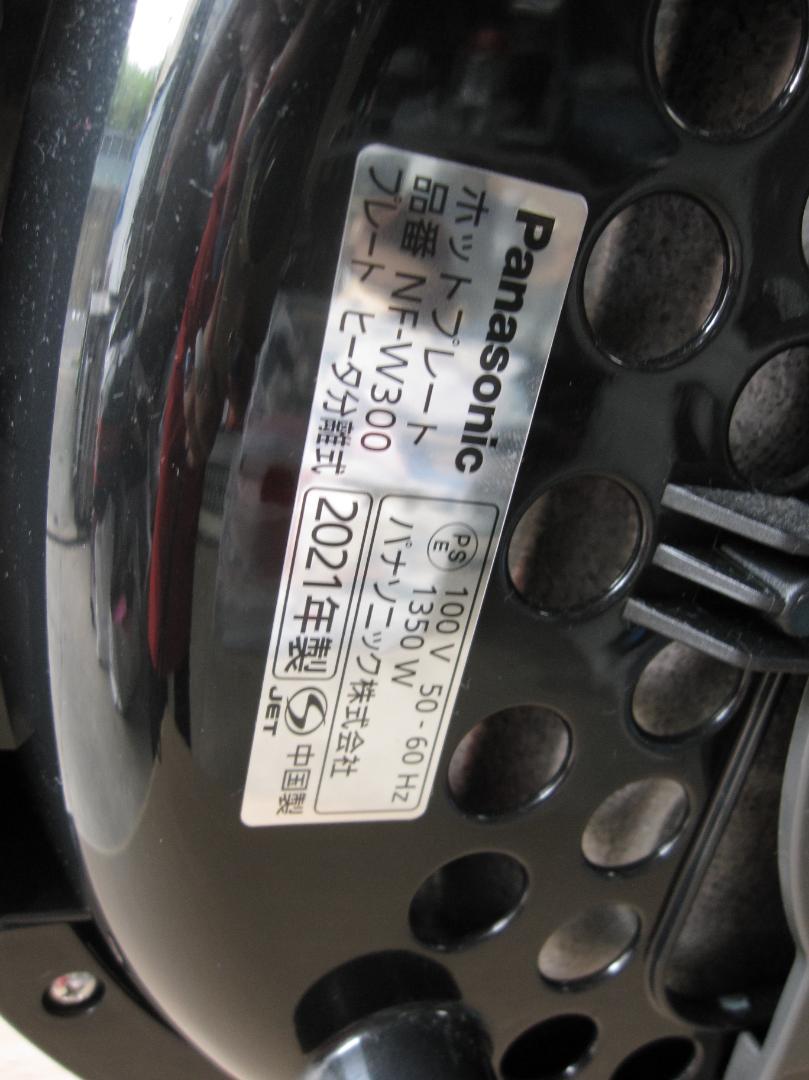 Panasonic
ホットプレート
品番 NF-W300
プレート ヒータ分離式
PS
E
100 V 50-60 Hz
1350 W
パナソニック株式会社
2021年製
JET
中国製